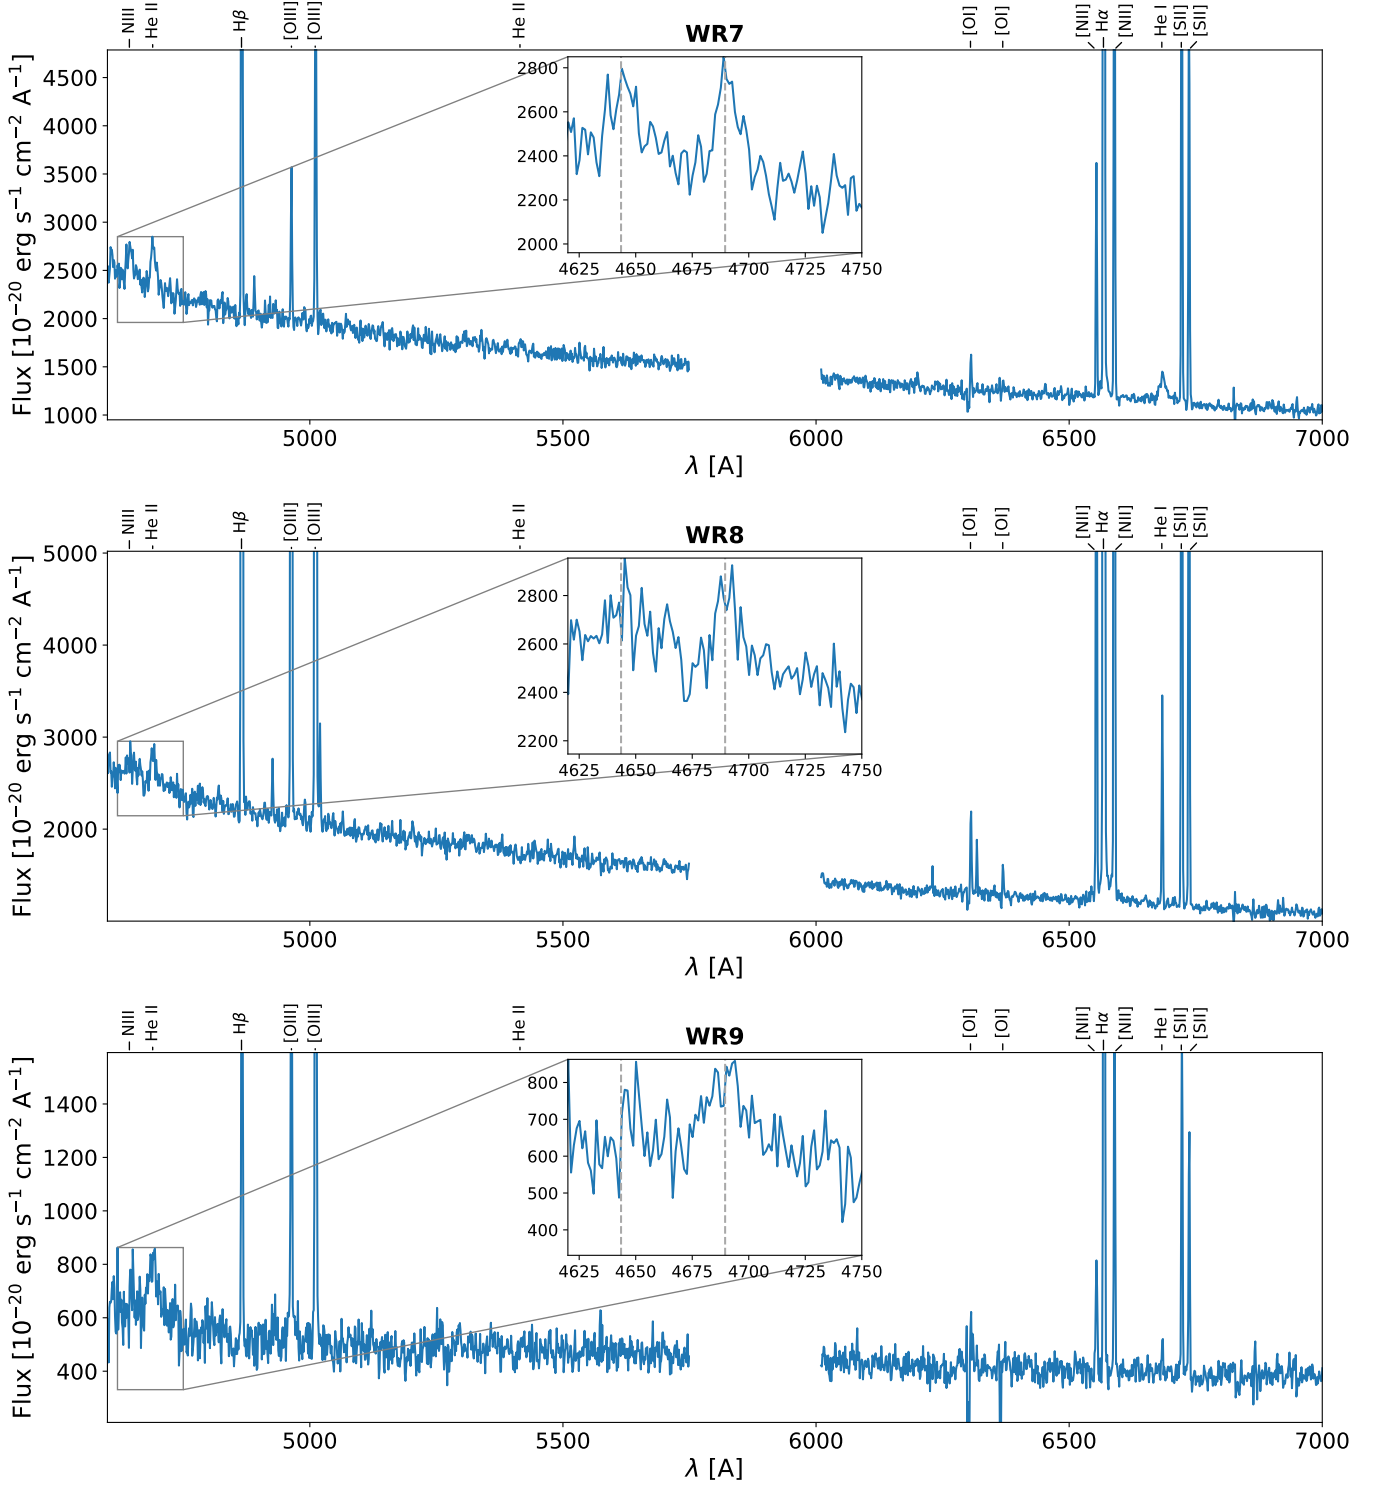 NIII He II Hβ [OIII] [OIII] He II [OI] [OI] [NII] Hα [NII] He I [SII] [SII]
WR7
Flux [10⁻²⁰ erg s⁻¹ cm⁻² A⁻¹]
4500
4000
3500
3000
2500
2000
1500
1000
2800
2600
2400
2200
2000
4625 4650 4675 4700 4725 4750
5000 5500 6000 6500 7000
λ [A]
NIII He II Hβ [OIII] [OIII] He II [OI] [OI] [NII] Hα [NII] He I [SII] [SII]
WR8
Flux [10⁻²⁰ erg s⁻¹ cm⁻² A⁻¹]
5000
4000
3000
2000
2800
2600
2400
2200
4625 4650 4675 4700 4725 4750
5000 5500 6000 6500 7000
λ [A]
NIII He II Hβ [OIII] [OIII] He II [OI] [OI] [NII] Hα [NII] He I [SII] [SII]
WR9
Flux [10⁻²⁰ erg s⁻¹ cm⁻² A⁻¹]
1400
1200
1000
800
600
400
800
700
600
500
400
4625 4650 4675 4700 4725 4750
5000 5500 6000 6500 7000
λ [A]